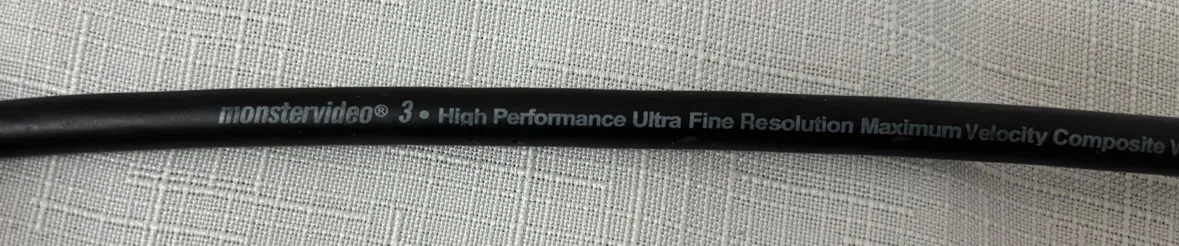 monstervideo® 3 • High Performance Ultra Fine Resolution Maximum Velocity Composite